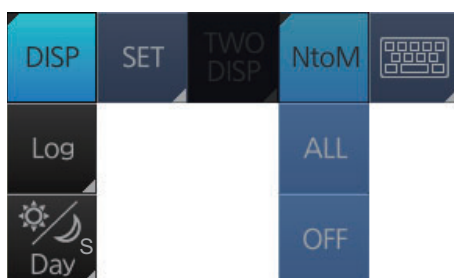 DISP
SET
TWO
DISP
NtoM
Log
ALL
S
Day
OFF